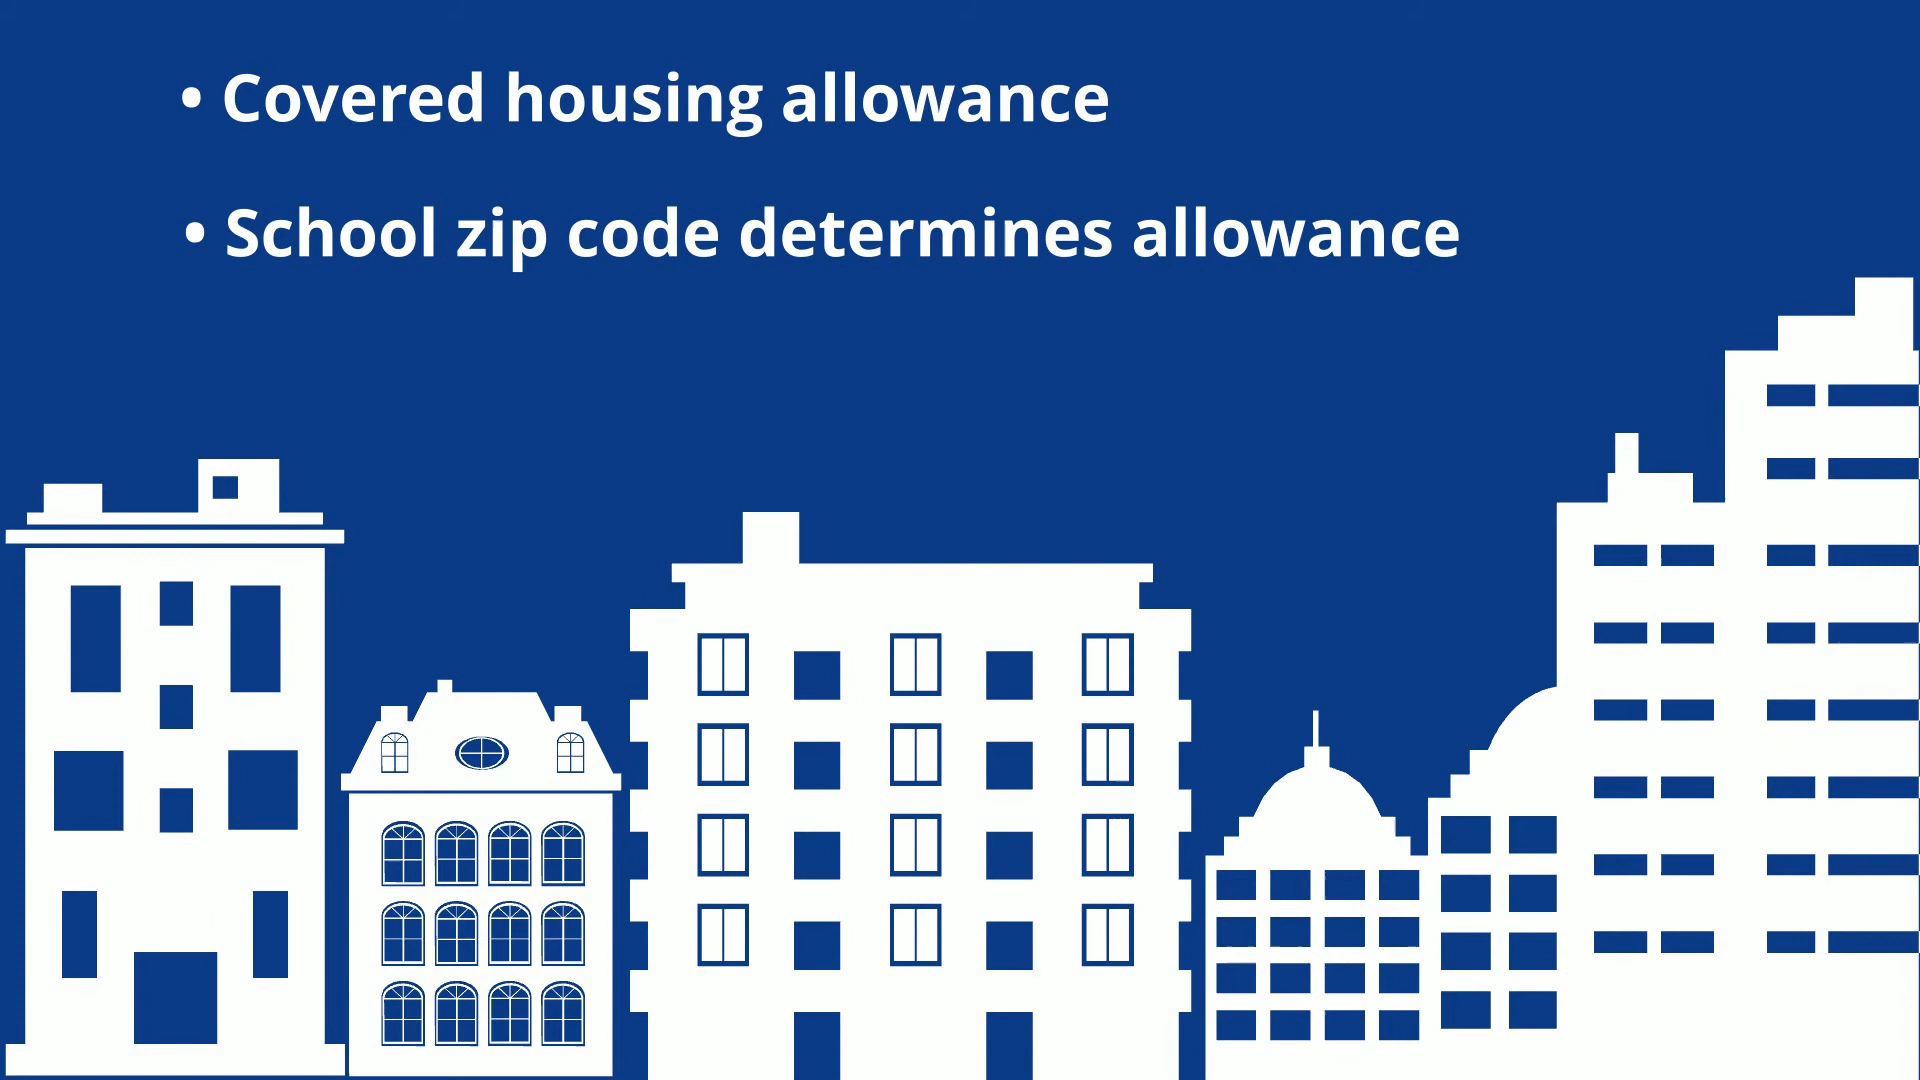 • Covered housing allowance
• School zip code determines allowance